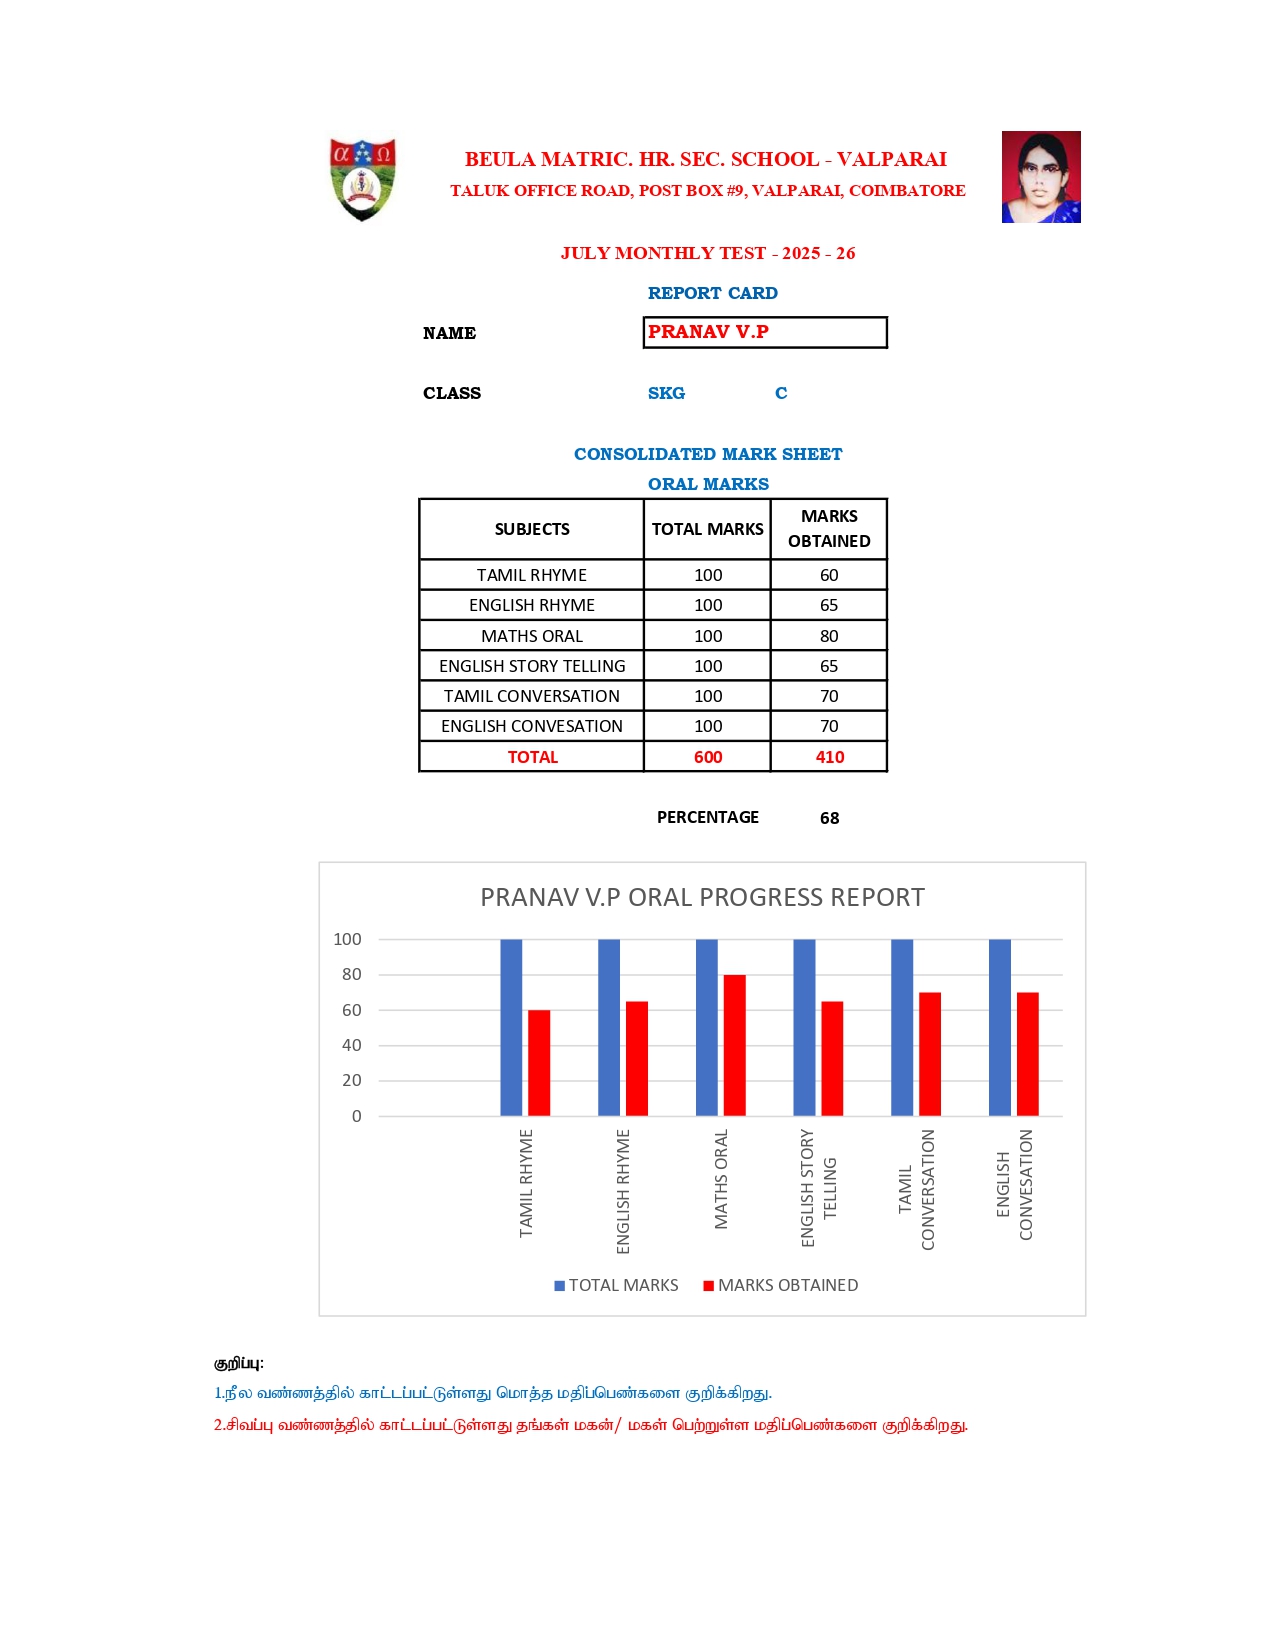 α Ω
BEULA MATRIC. HR. SEC. SCHOOL - VALPARAI
TALUK OFFICE ROAD, POST BOX #9, VALPARAI, COIMBATORE
JULY MONTHLY TEST - 2025 - 26
REPORT CARD
NAME PRANAV V.P
CLASS SKG C
CONSOLIDATED MARK SHEET
ORAL MARKS
SUBJECTS TOTAL MARKS MARKS OBTAINED
TAMIL RHYME 100 60
ENGLISH RHYME 100 65
MATHS ORAL 100 80
ENGLISH STORY TELLING 100 65
TAMIL CONVERSATION 100 70
ENGLISH CONVESATION 100 70
TOTAL 600 410
PERCENTAGE 68
PRANAV V.P ORAL PROGRESS REPORT
100
80
60
40
20
0
TAMIL RHYME
ENGLISH RHYME
MATHS ORAL
ENGLISH STORY TELLING
TAMIL CONVERSATION
ENGLISH CONVESATION
TOTAL MARKS MARKS OBTAINED
குறிப்பு:
1.நீல வண்ணத்தில் காட்டப்பட்டுள்ளது மொத்த மதிப்பெண்களை குறிக்கிறது.
2.சிவப்பு வண்ணத்தில் காட்டப்பட்டுள்ளது தங்கள் மகன்/ மகள் பெற்றுள்ள மதிப்பெண்களை குறிக்கிறது.